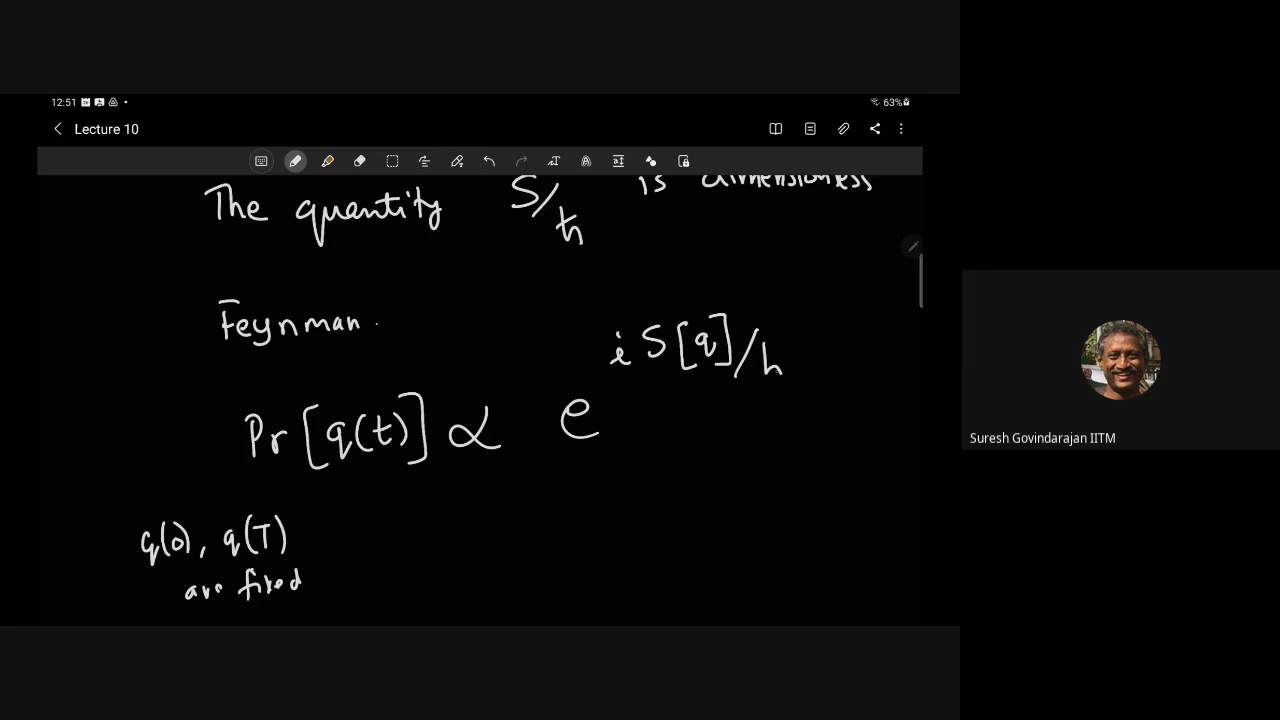 12:51
63%
Lecture 10
The quantity S/ħ is dimensionless
Feynman.
Pr[q(t)] ∝ e^{iS[q]/h}
q(0), q(T)
are fixed
Suresh Govindarajan IITM